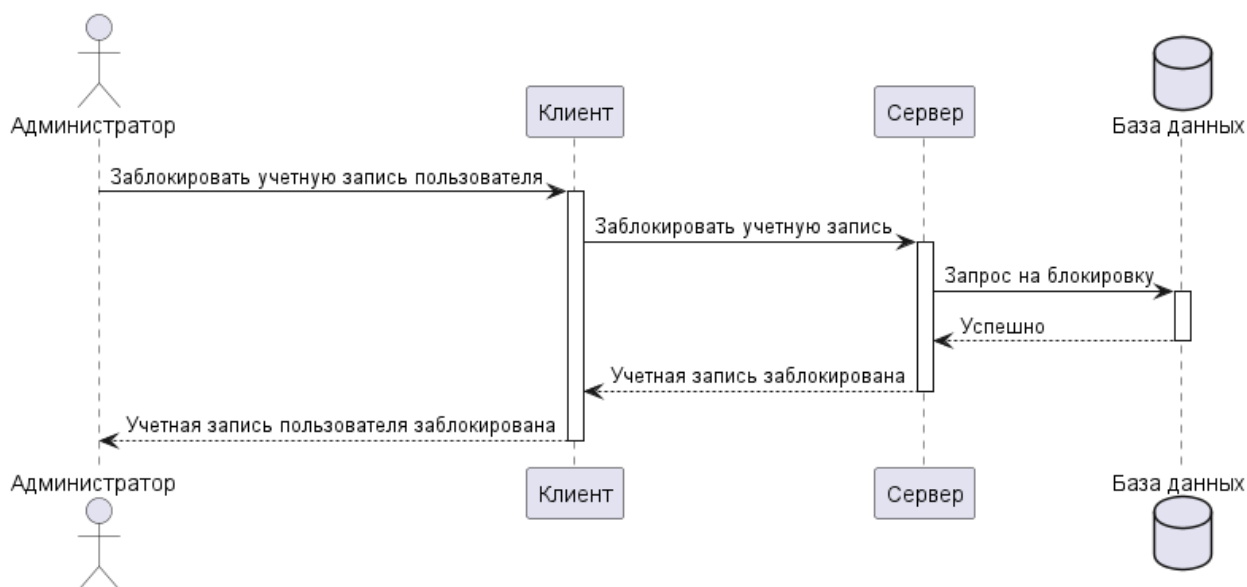 Администратор
Клиент
Сервер
База данных
Заблокировать учетную запись пользователя
Заблокировать учетную запись
Запрос на блокировку
Успешно
Учетная запись заблокирована
Учетная запись пользователя заблокирована
Администратор
Клиент
Сервер
База данных